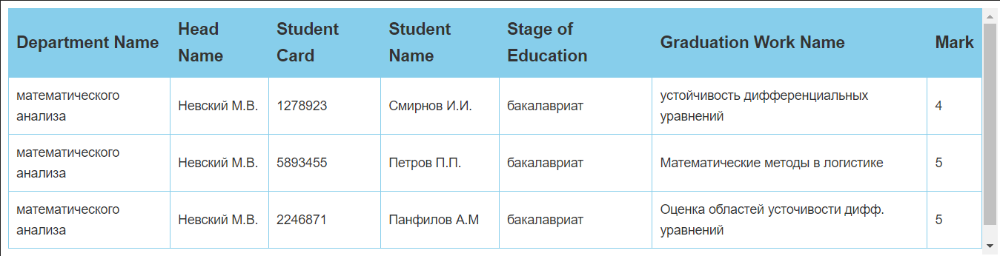 Department Name Head Name Student Card Student Name Stage of Education Graduation Work Name Mark
математического анализа Невский М.В. 1278923 Смирнов И.И. бакалавриат устойчивость дифференциальных уравнений 4
математического анализа Невский М.В. 5893455 Петров П.П. бакалавриат Математические методы в логистике 5
математического анализа Невский М.В. 2246871 Панфилов А.М бакалавриат Оценка областей усточивости дифф. уравнений 5